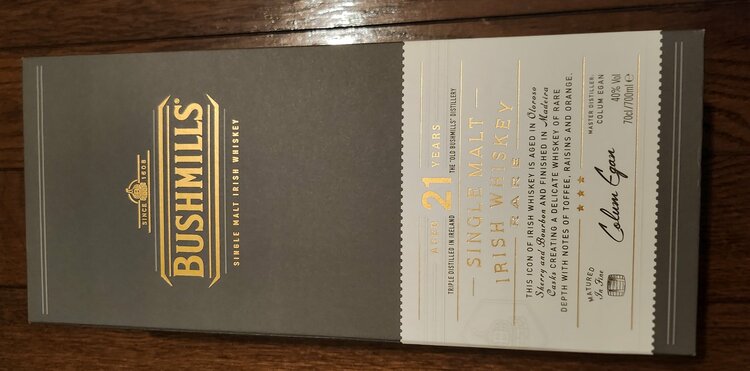 SINCE 1608
BUSHMILLS®
SINGLE MALT IRISH WHISKEY
AGED
21 YEARS
TRIPLE DISTILLED IN IRELAND
THE "OLD BUSHMILLS" DISTILLERY
SINGLE MALT
IRISH WHISKEY
RARE
THIS ICON OF IRISH WHISKEY IS AGED IN Oloroso
Sherry and Bourbon AND FINISHED IN Madeira
Casks CREATING A DELICATE WHISKEY OF RARE
DEPTH WITH NOTES OF TOFFEE, RAISINS AND ORANGE.
MATURED
In Fine
Colum Egan
MASTER DISTILLER:
COLUM EGAN
40% Vol
70cl/700ml e